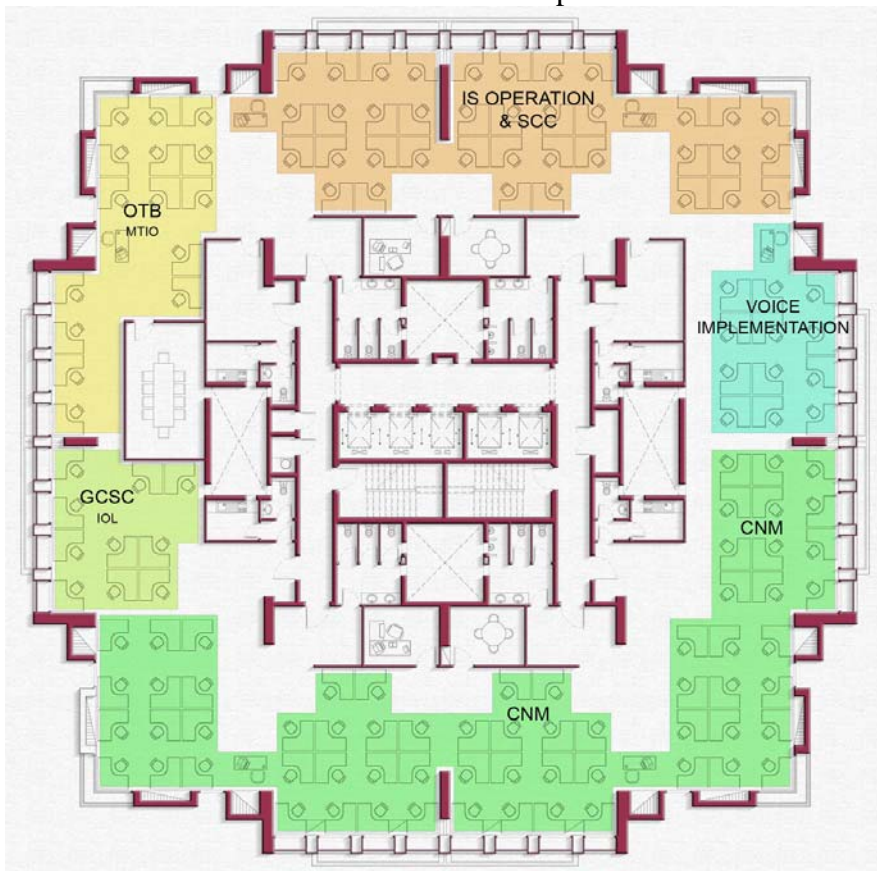 IS OPERATION
& SCC
OTB
MTIO
VOICE
IMPLEMENTATION
GCSC
IOL
CNM
CNM